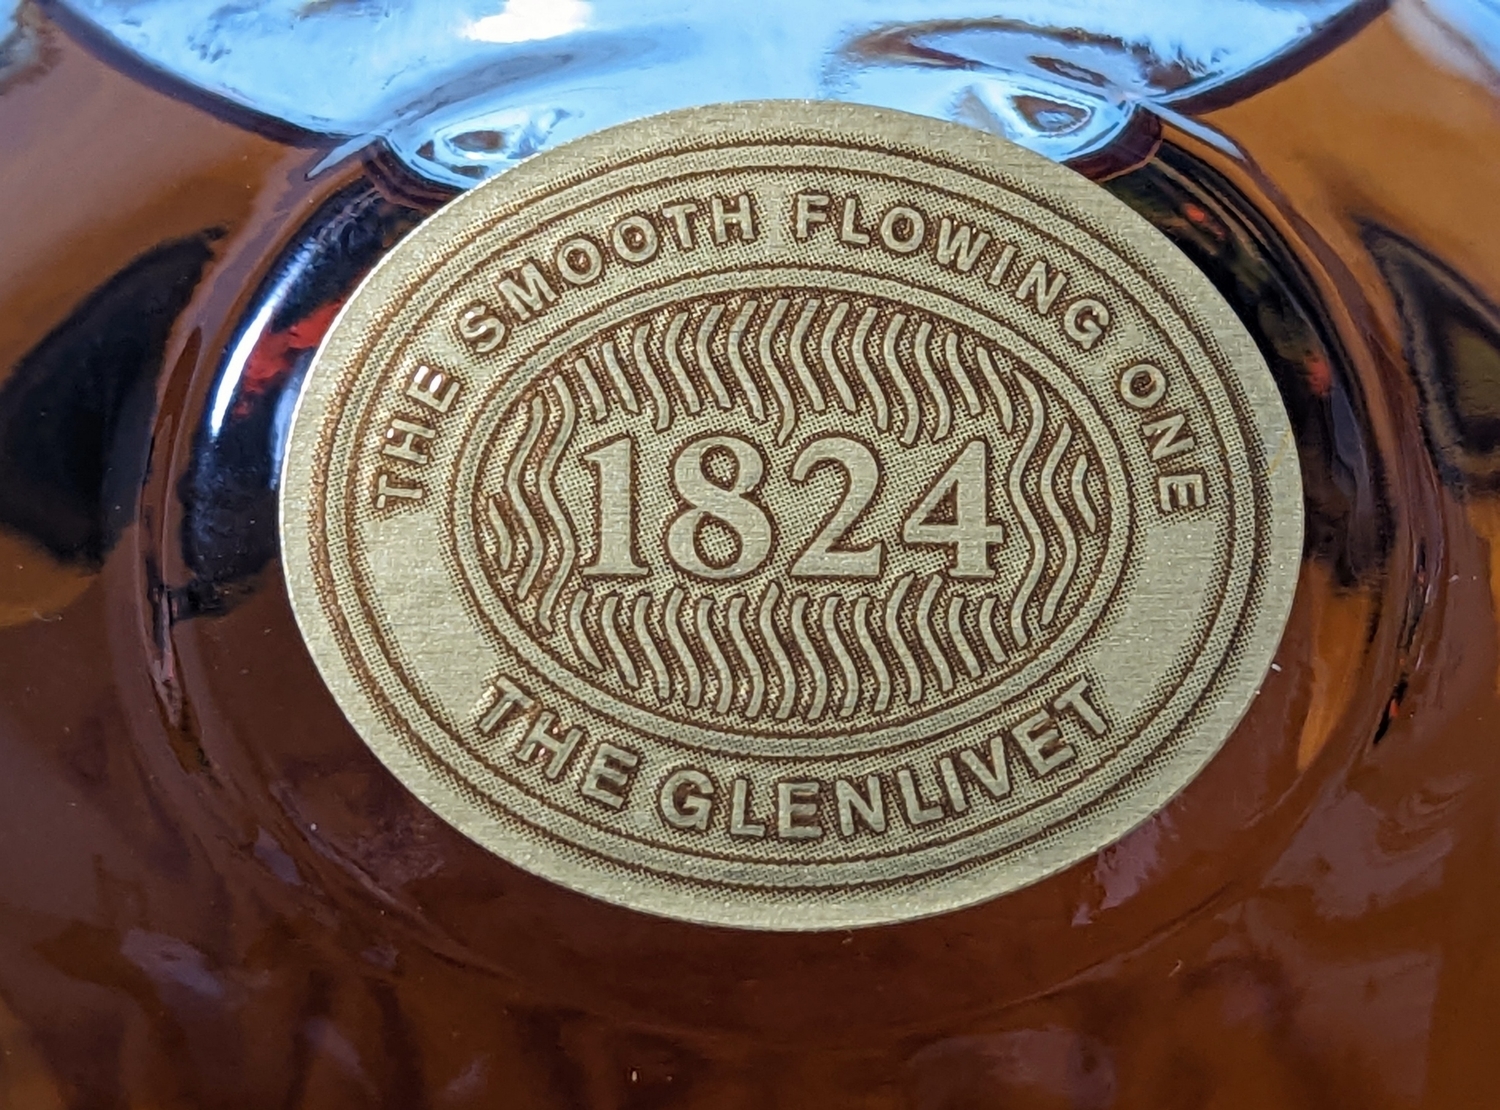 THE SMOOTH FLOWING ONE
1824
THE GLENLIVET